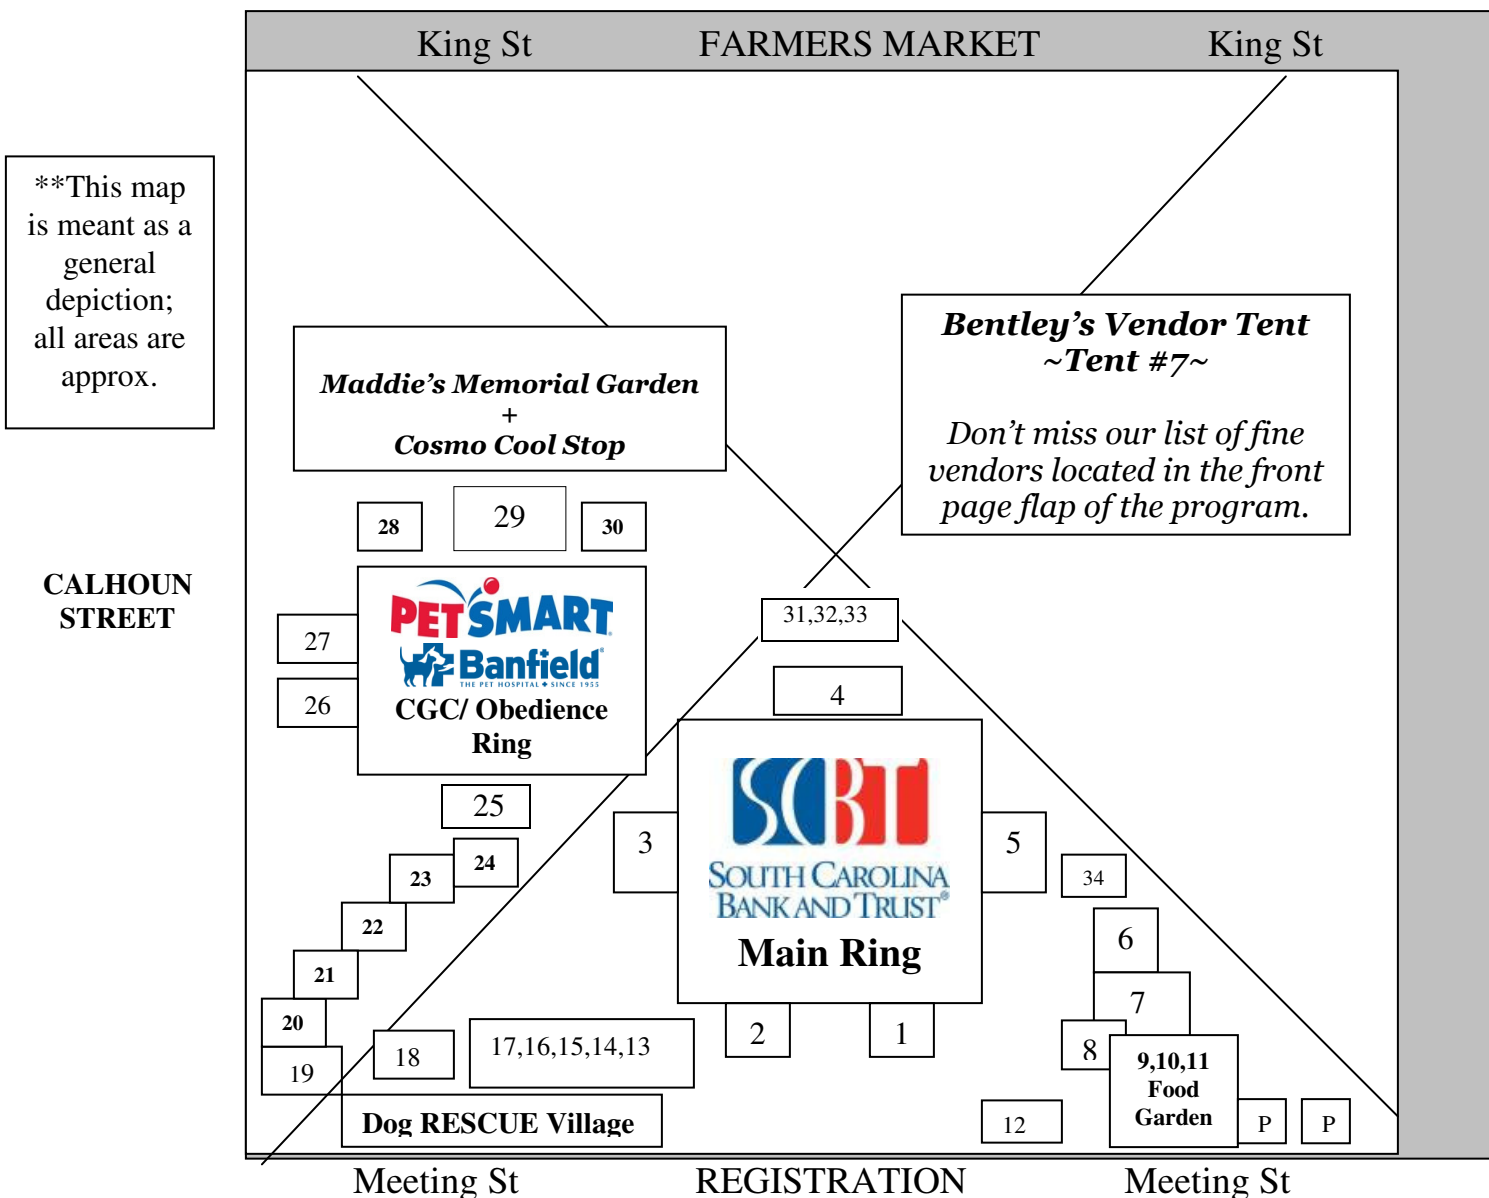 King St FARMERS MARKET King St
**This map
is meant as a
general
depiction;
all areas are
approx.
Bentley's Vendor Tent
~Tent #7~
Don't miss our list of fine
vendors located in the front
page flap of the program.
Maddie's Memorial Garden
+
Cosmo Cool Stop
28 29 30
CALHOUN
STREET
PETSMART
Banfield
THE PET HOSPITAL SINCE 1955
CGC/ Obedience
Ring
27
26
31,32,33
4
25
3
SCBT
SOUTH CAROLINA
BANK AND TRUST®
Main Ring
5
34
24
23
22
21
20
19
18
17,16,15,14,13
2
1
6
7
8
9,10,11
Food
Garden
12
P P
Dog RESCUE Village
Meeting St REGISTRATION Meeting St